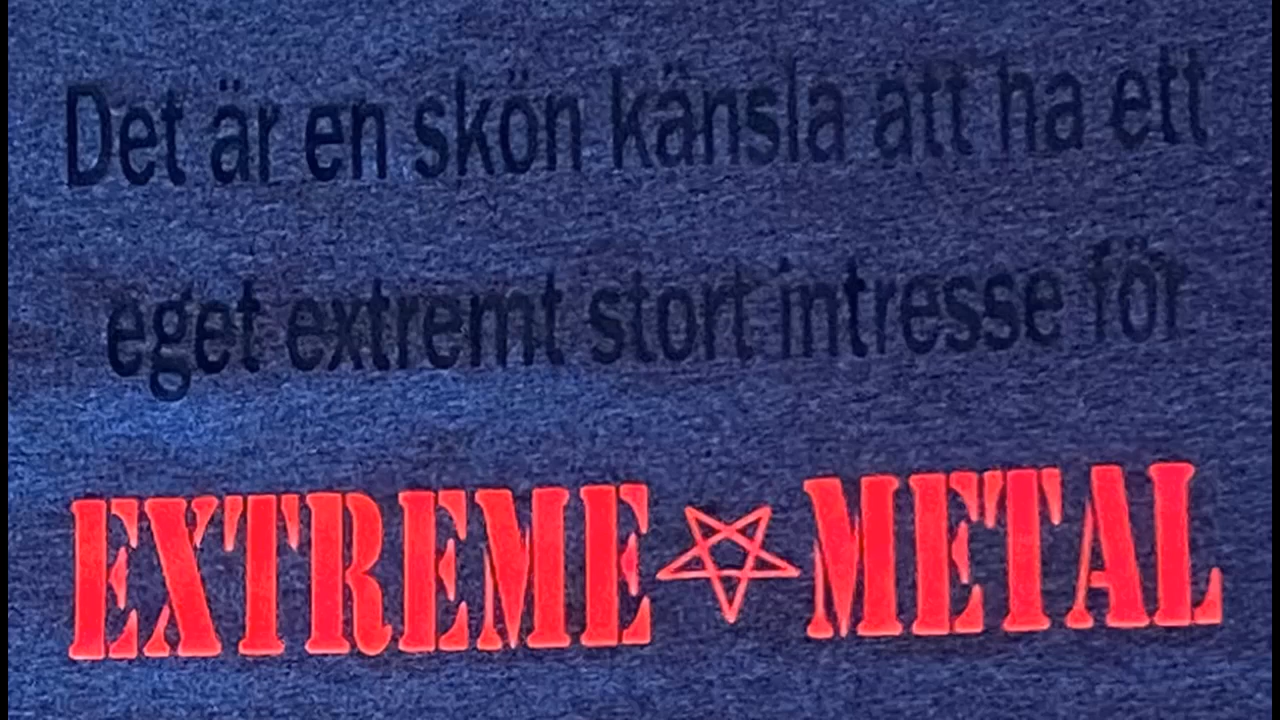 Det är en skön känsla att ha ett
eget extremt stort intresse för
EXTREME METAL